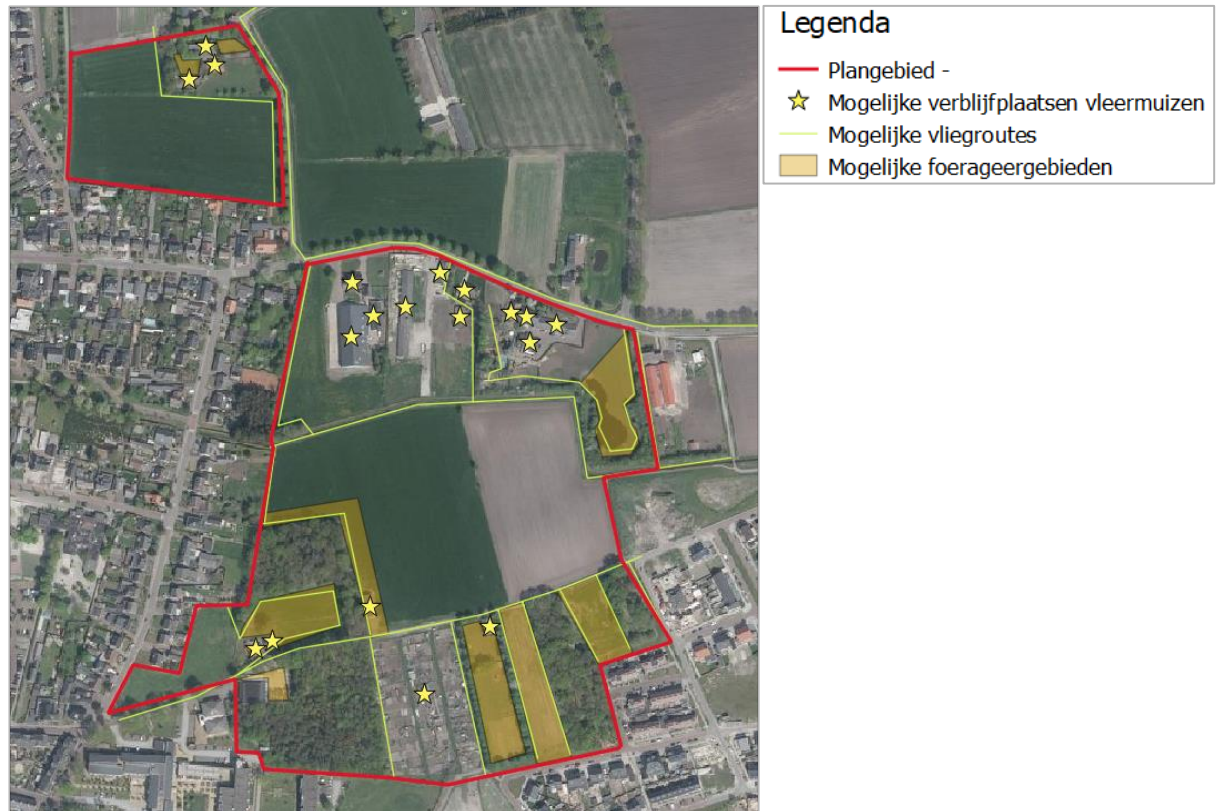 Legenda
Plangebied -
Mogelijke verblijfplaatsen vleermuizen
Mogelijke vliegroutes
Mogelijke foerageergebieden